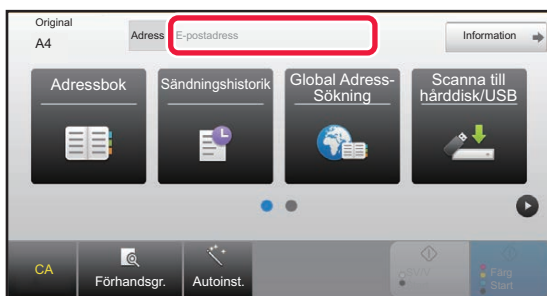 Original
A4
Adress
E-postadress
Information
Adressbok
Sändningshistorik
Global Adress-
Sökning
Scanna till
hårddisk/USB
CA
Förhandsgr.
Autoinst.
Färg
Start